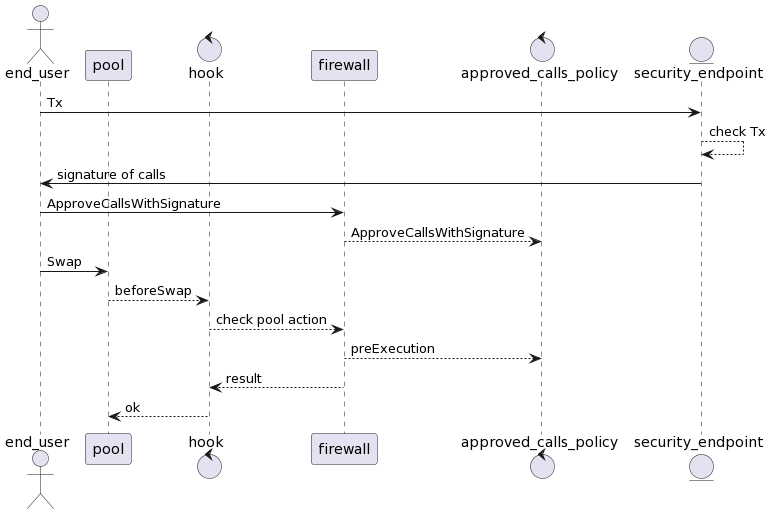 end_user
pool
hook
firewall
approved_calls_policy
security_endpoint
Tx
check Tx
signature of calls
ApproveCallsWithSignature
ApproveCallsWithSignature
Swap
beforeSwap
check pool action
preExecution
result
ok
end_user
pool
hook
firewall
approved_calls_policy
security_endpoint